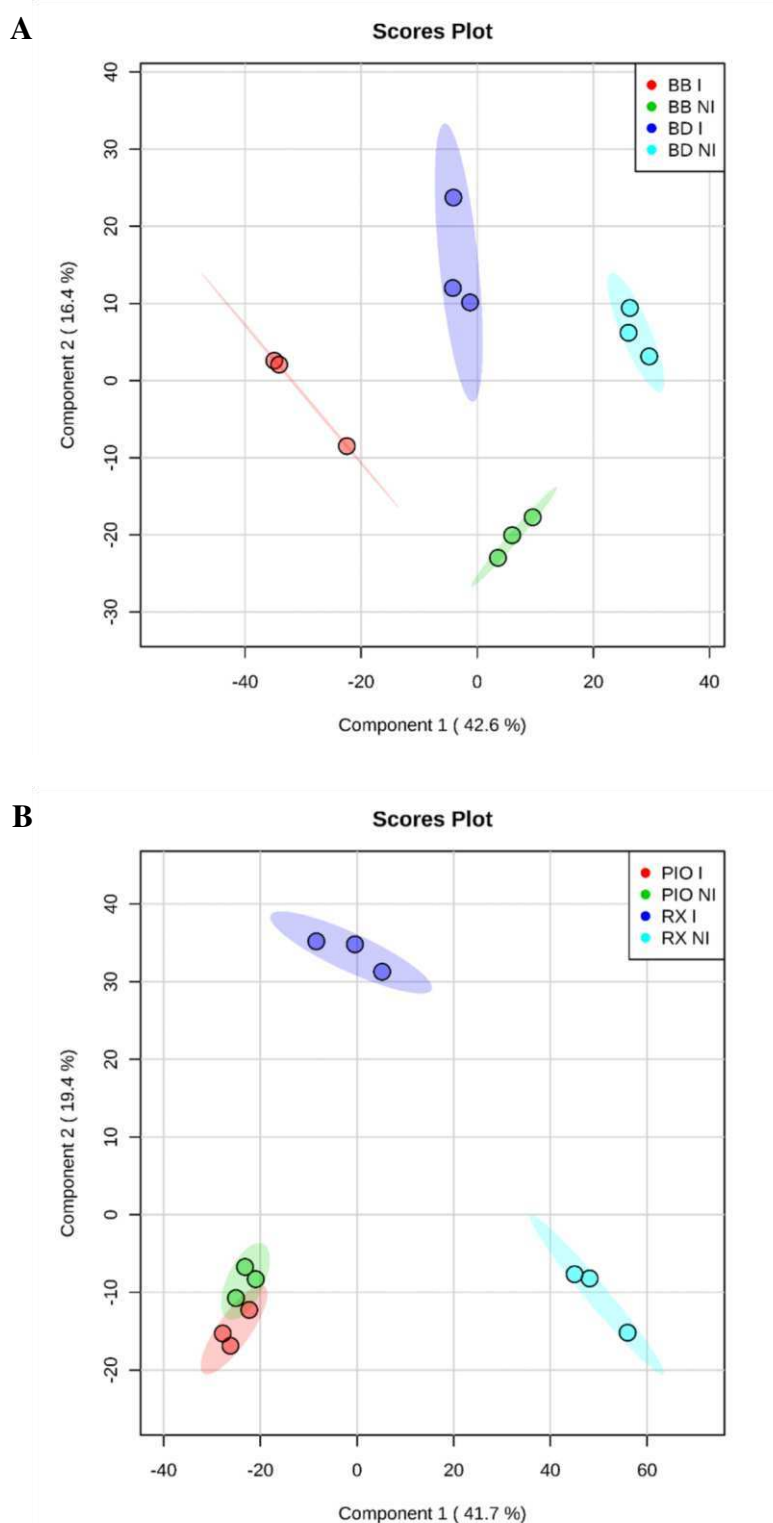 A
Scores Plot
BB I
BB NI
BD I
BD NI
40
30
20
10
0
-10
-20
-30
Component 2 ( 16.4 %)
-40 -20 0 20 40
Component 1 ( 42.6 %)
B
Scores Plot
PIO I
PIO NI
RX I
RX NI
40
30
20
10
0
-10
-20
Component 2 ( 19.4 %)
-40 -20 0 20 40 60
Component 1 ( 41.7 %)